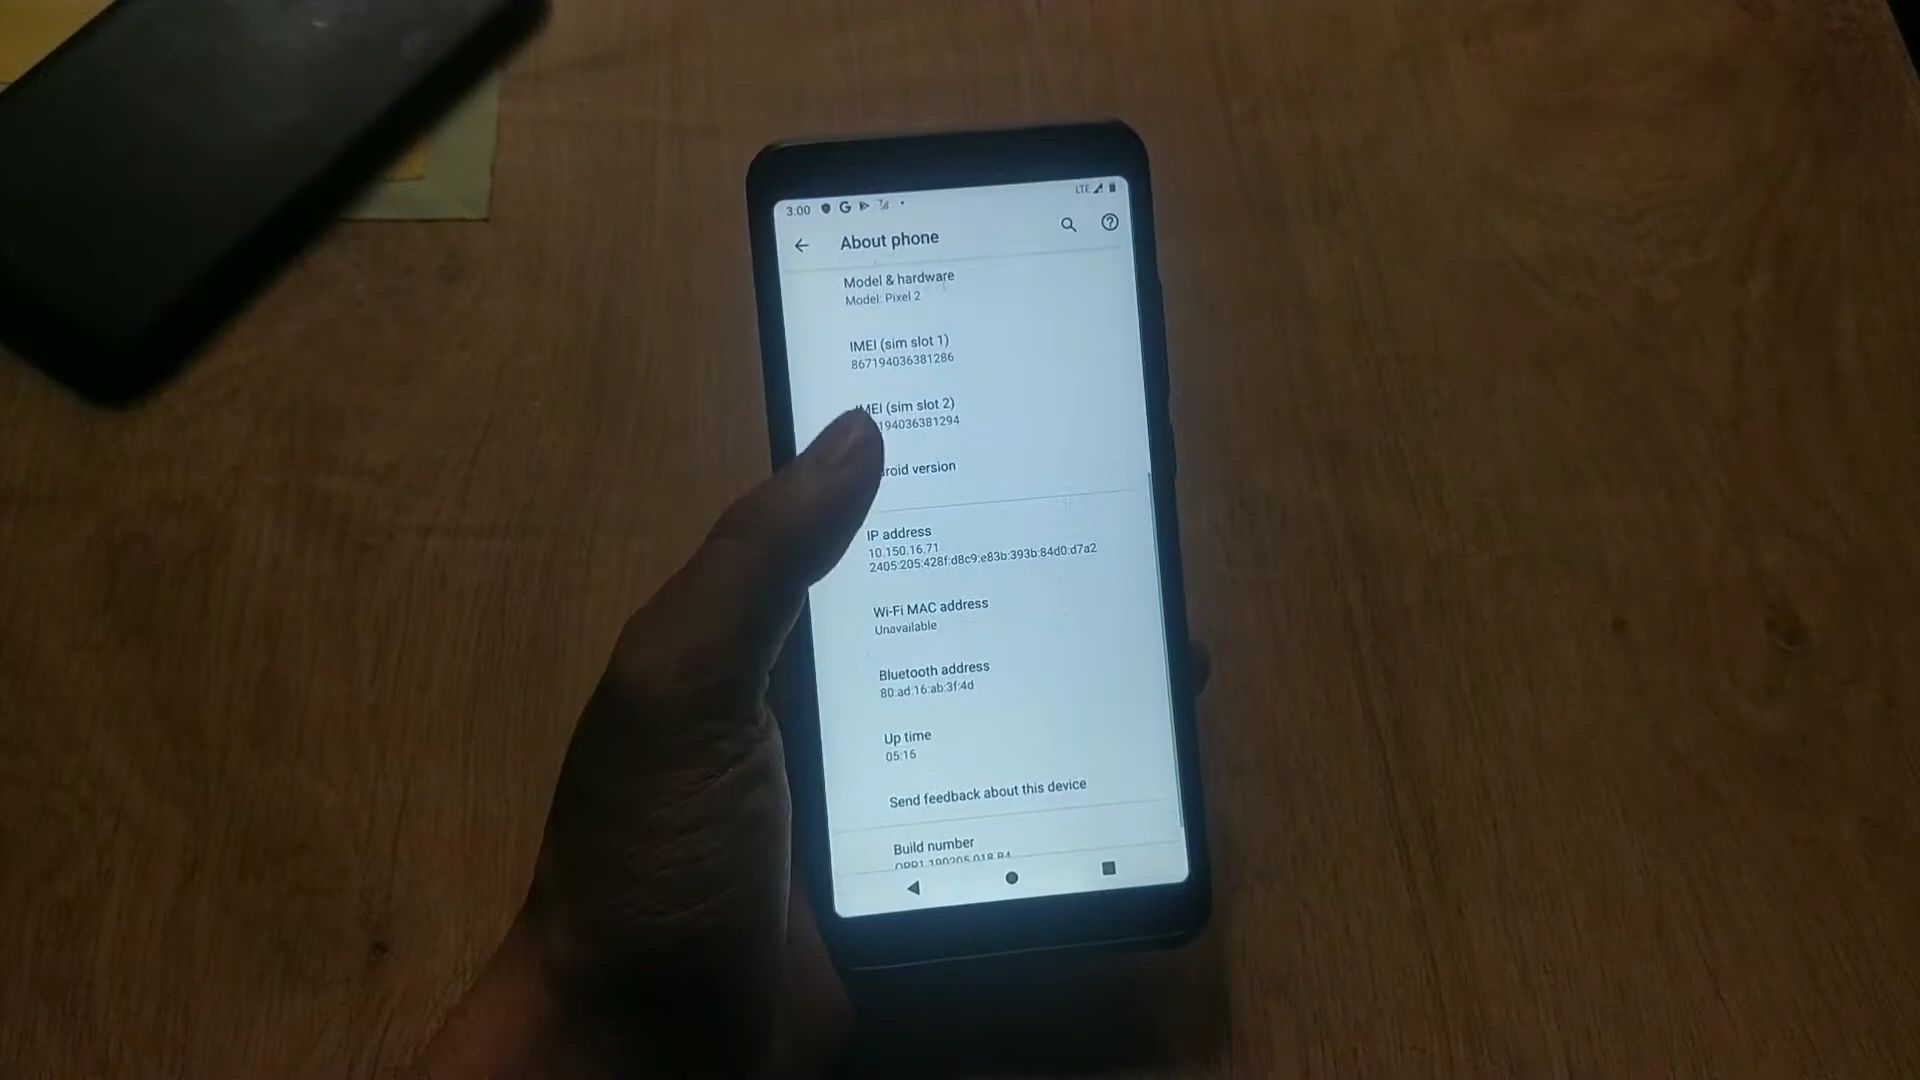 3:00 LTE
About phone
Model & hardware
Model: Pixel 2
IMEI (sim slot 1)
867194036381286
IMEI (sim slot 2)
194036381294
roid version
IP address
10.150.16.71
2405:205:428f:d8c9:e83b:393b:84d0:d7a2
Wi-Fi MAC address
Unavailable
Bluetooth address
80:ad:16:ab:3f:4d
Up time
05:16
Send feedback about this device
Build number